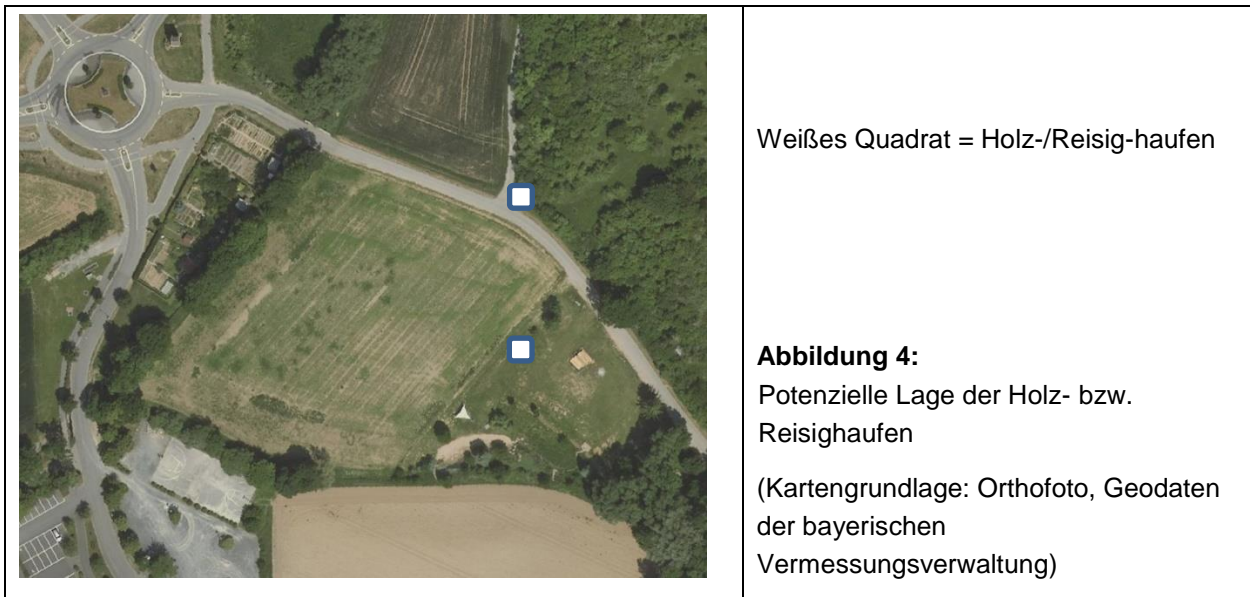 Weißes Quadrat = Holz-/Reisig-haufen
Abbildung 4:
Potenzielle Lage der Holz- bzw.
Reisighaufen
(Kartengrundlage: Orthofoto, Geodaten
der bayerischen
Vermessungsverwaltung)